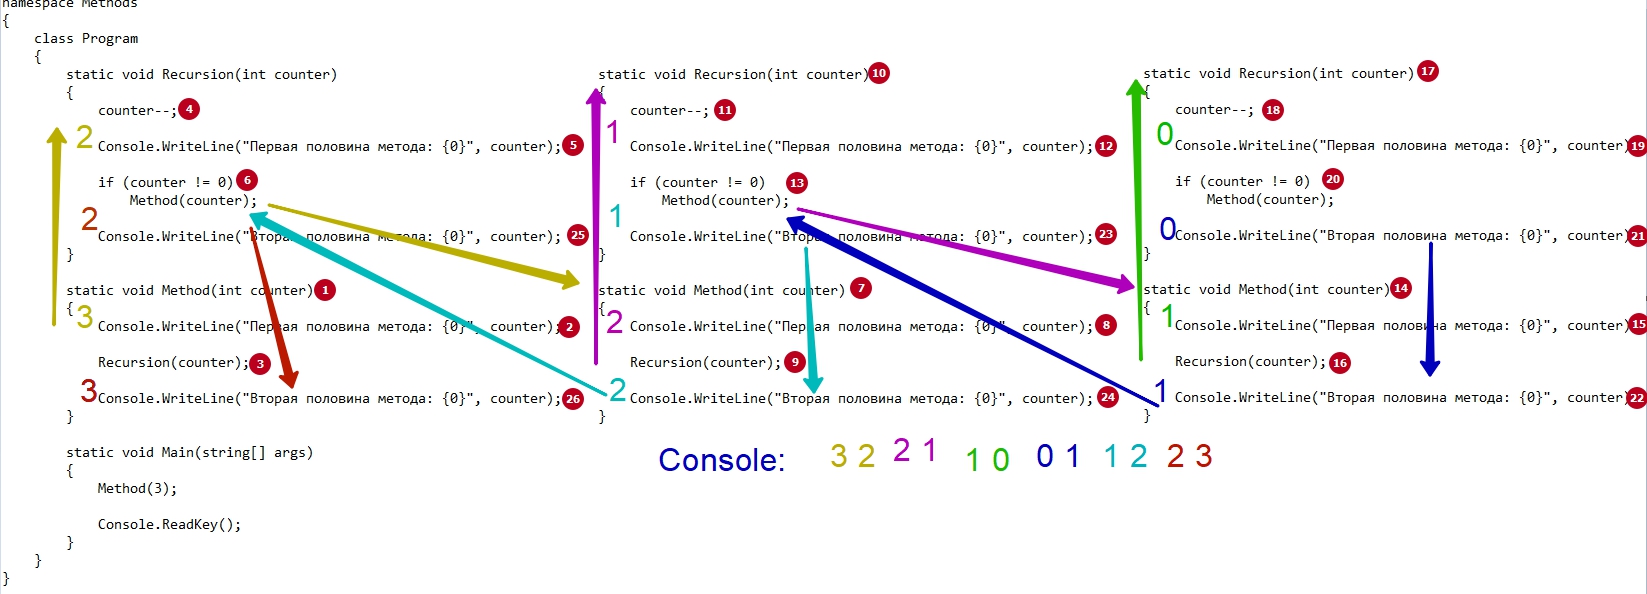 namespace Methods
{
class Program
{
static void Recursion(int counter)
{
counter--; 4
2
Console.WriteLine("Первая половина метода: {0}", counter); 5
if (counter != 0) 6
Method(counter);
2
Console.WriteLine("Вторая половина метода: {0}", counter); 25
}
static void Method(int counter) 1
{
3
Console.WriteLine("Первая половина метода: {0}", counter); 2
Recursion(counter); 3
3
Console.WriteLine("Вторая половина метода: {0}", counter); 26
}
static void Main(string[] args)
{
Method(3);
Console.ReadKey();
}
}
}
static void Recursion(int counter) 10
{
counter--; 11
1
Console.WriteLine("Первая половина метода: {0}", counter); 12
if (counter != 0) 13
Method(counter);
1
Console.WriteLine("Вторая половина метода: {0}", counter); 23
}
static void Method(int counter) 7
{
2
Console.WriteLine("Первая половина метода: {0}", counter); 8
Recursion(counter); 9
2
Console.WriteLine("Вторая половина метода: {0}", counter); 24
}
static void Recursion(int counter) 17
{
counter--; 18
0
Console.WriteLine("Первая половина метода: {0}", counter) 19
if (counter != 0) 20
Method(counter);
0
Console.WriteLine("Вторая половина метода: {0}", counter) 21
}
static void Method(int counter) 14
{
1
Console.WriteLine("Первая половина метода: {0}", counter) 15
Recursion(counter); 16
1
Console.WriteLine("Вторая половина метода: {0}", counter) 22
}
Console: 3 2 2 1 1 0 0 1 1 2 2 3